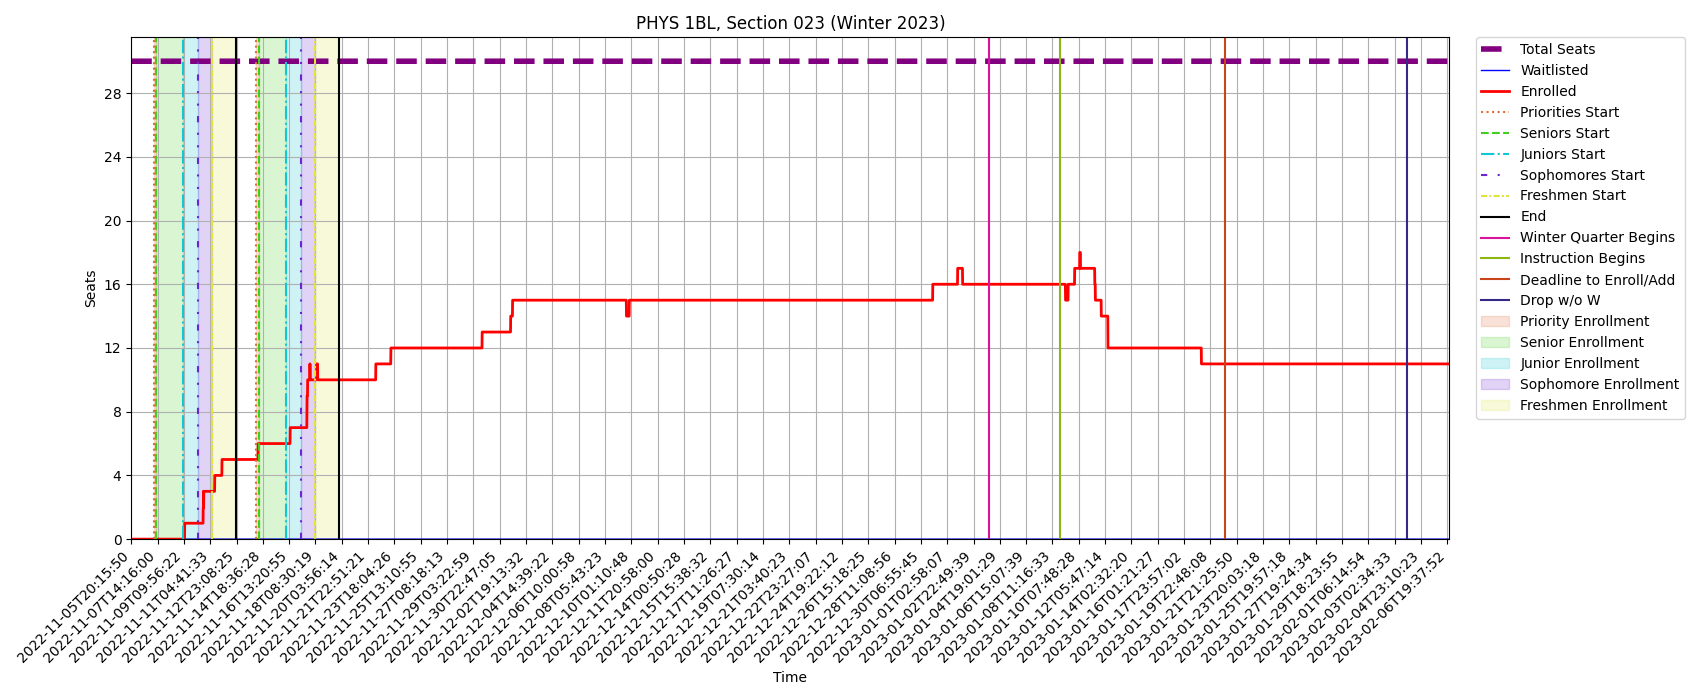 PHYS 1BL, Section 023 (Winter 2023)
Seats
28
24
20
16
12
8
4
0
2022-11-05T20:15:50
2022-11-07T14:16:00
2022-11-09T09:56:22
2022-11-11T04:41:33
2022-11-12T23:08:25
2022-11-14T18:36:28
2022-11-16T13:20:55
2022-11-18T08:30:19
2022-11-20T03:56:14
2022-11-21T22:51:21
2022-11-23T18:04:26
2022-11-25T13:10:55
2022-11-27T08:18:13
2022-11-29T03:22:59
2022-11-30T22:47:05
2022-12-02T19:13:32
2022-12-04T14:39:22
2022-12-06T10:00:58
2022-12-08T05:43:23
2022-12-10T01:10:48
2022-12-11T20:58:00
2022-12-14T00:50:28
2022-12-15T15:38:32
2022-12-17T11:26:27
2022-12-19T07:30:14
2022-12-21T03:40:23
2022-12-22T23:27:07
2022-12-24T19:22:12
2022-12-26T15:18:25
2022-12-28T11:08:56
2022-12-30T06:55:45
2023-01-01T02:58:07
2023-01-02T22:49:39
2023-01-04T19:01:29
2023-01-06T15:07:39
2023-01-08T11:16:33
2023-01-10T07:48:28
2023-01-12T05:47:14
2023-01-14T02:32:20
2023-01-16T01:21:27
2023-01-17T23:57:02
2023-01-19T22:48:08
2023-01-21T21:25:50
2023-01-23T20:03:18
2023-01-25T19:57:18
2023-01-27T19:24:34
2023-01-29T18:23:55
2023-02-01T06:14:54
2023-02-03T02:34:33
2023-02-04T23:10:23
2023-02-06T19:37:52
Time
Total Seats
Waitlisted
Enrolled
Priorities Start
Seniors Start
Juniors Start
Sophomores Start
Freshmen Start
End
Winter Quarter Begins
Instruction Begins
Deadline to Enroll/Add
Drop w/o W
Priority Enrollment
Senior Enrollment
Junior Enrollment
Sophomore Enrollment
Freshmen Enrollment